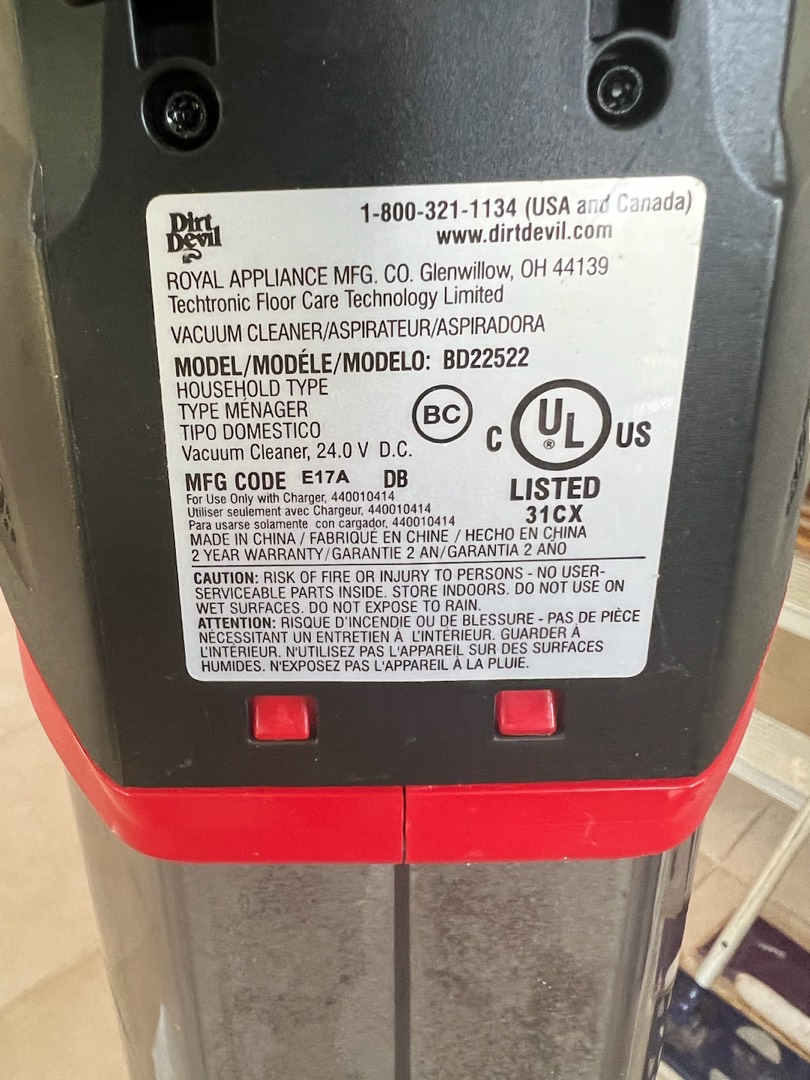 Dirt
Devil
1-800-321-1134 (USA and Canada)
www.dirtdevil.com
ROYAL APPLIANCE MFG. CO. Glenwillow, OH 44139
Techtronic Floor Care Technology Limited
VACUUM CLEANER/ASPIRATEUR/ASPIRADORA
MODEL/MODÉLE/MODELO: BD22522
HOUSEHOLD TYPE
TYPE MÉNAGER
TIPO DOMESTICO
Vacuum Cleaner, 24.0 V D.C.
BC
C UL ® US
LISTED
31CX
MFG CODE E17A DB
For Use Only with Charger, 440010414
Utiliser seulement avec Chargeur, 440010414
Para usarse solamente con cargador, 440010414
MADE IN CHINA / FABRIQUÉ EN CHINE / HECHO EN CHINA
2 YEAR WARRANTY/GARANTIE 2 AN/GARANTIA 2 AÑO
CAUTION: RISK OF FIRE OR INJURY TO PERSONS - NO USER-
SERVICEABLE PARTS INSIDE. STORE INDOORS. DO NOT USE ON
WET SURFACES. DO NOT EXPOSE TO RAIN.
ATTENTION: RISQUE D'INCENDIE OU DE BLESSURE - PAS DE PIÈCE
NÉCESSITANT UN ENTRETIEN À L'INTÉRIEUR. GUARDER À
L'INTÉRIEUR. N'UTILISEZ PAS L'APPAREIL SUR DES SURFACES
HUMIDES. N'EXPOSEZ PAS L'APPAREIL À LA PLUIE.